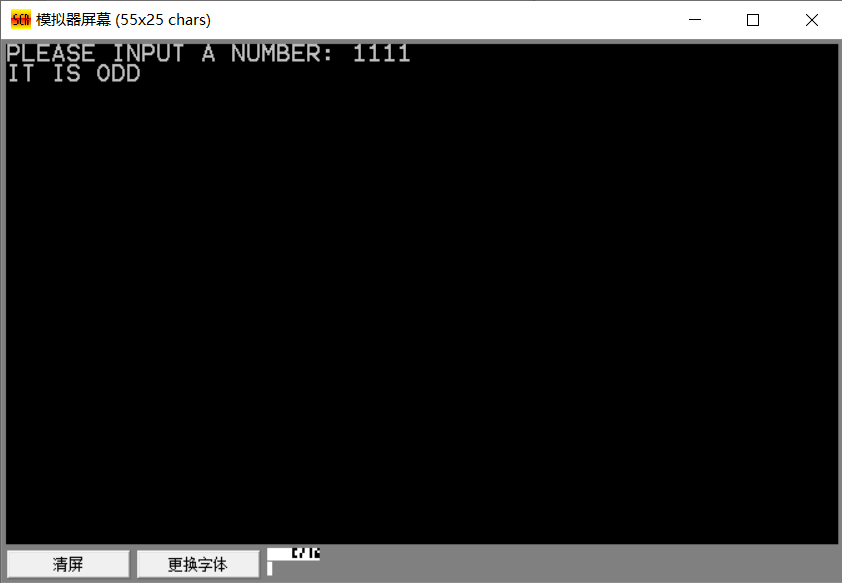 模拟器屏幕 (55x25 chars)
PLEASE INPUT A NUMBER: 1111
IT IS ODD
清屏
更换字体